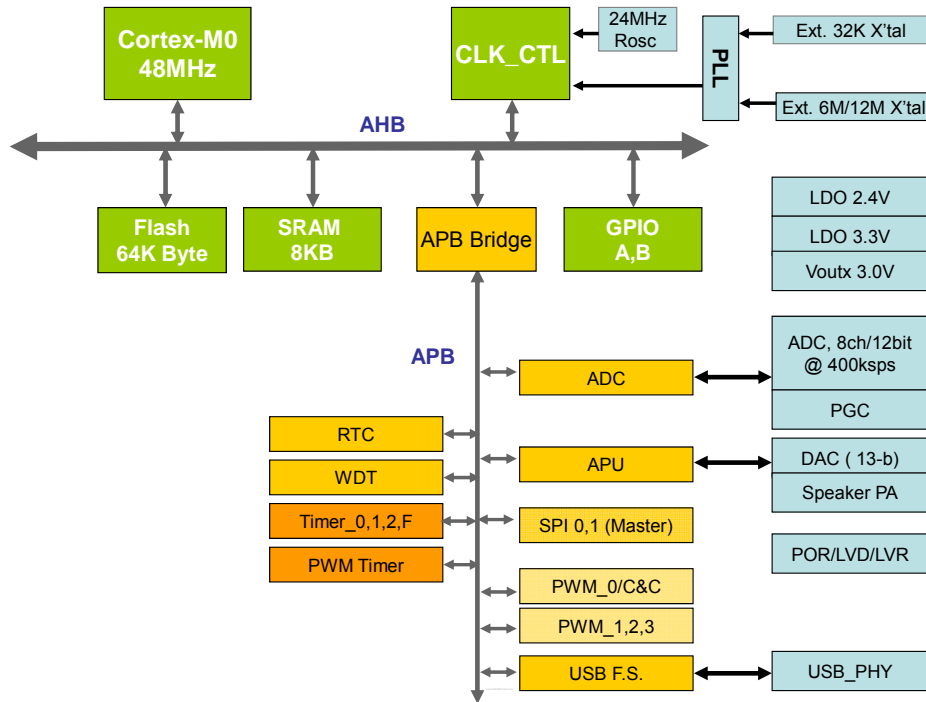 Cortex-M0
48MHz
CLK_CTL
24MHz
Rosc
PLL
Ext. 32K X'tal
Ext. 6M/12M X'tal
AHB
Flash
64K Byte
SRAM
8KB
APB Bridge
GPIO
A,B
LDO 2.4V
LDO 3.3V
Voutx 3.0V
APB
ADC
ADC, 8ch/12bit
@ 400ksps
PGC
RTC
APU
DAC ( 13-b)
WDT
Speaker PA
Timer_0,1,2,F
SPI 0,1 (Master)
POR/LVD/LVR
PWM Timer
PWM_0/C&C
PWM_1,2,3
USB F.S.
USB_PHY